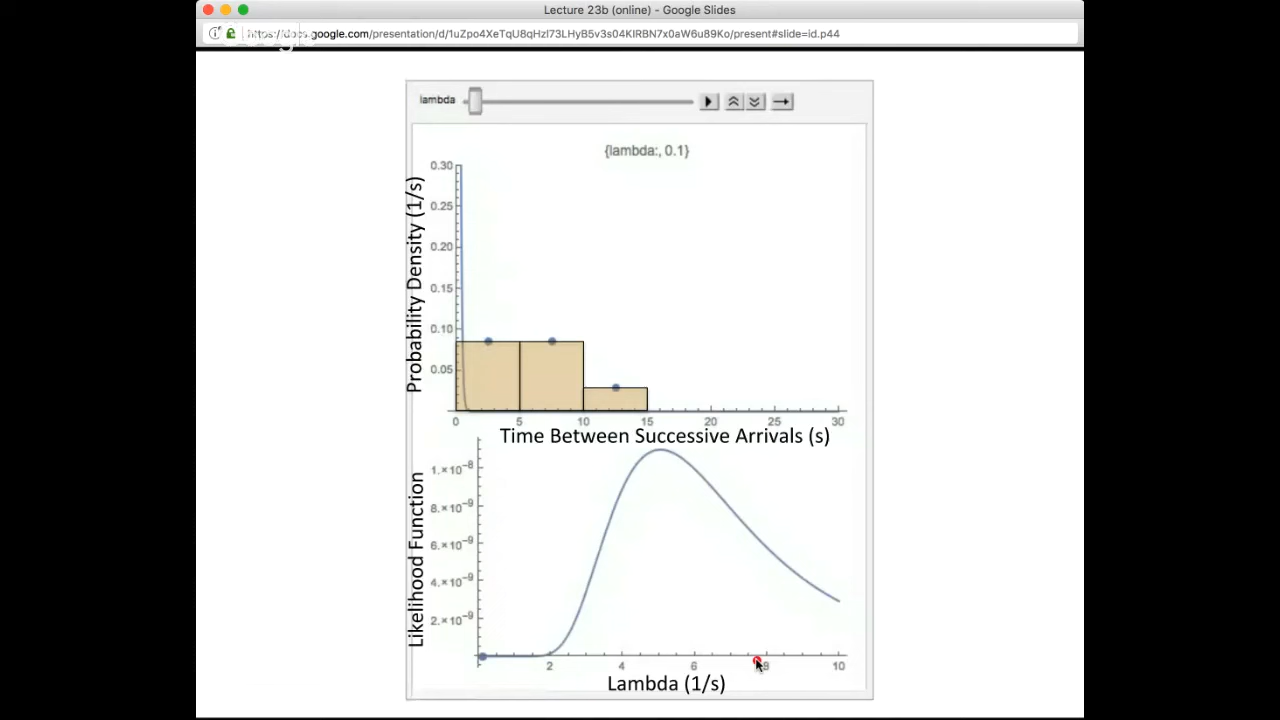 Lecture 23b (online) - Google Slides
https://docs.google.com/presentation/d/1uZpo4XeTqU8qHzl73LHyB5v3s04KIRBN7x0aW6u89Ko/present#slide=id.p44
Google
lambda
{lambda:, 0.1}
Probability Density (1/s)
0.30
0.25
0.20
0.15
0.10
0.05
0 5 10 15 20 25 30
Time Between Successive Arrivals (s)
Likelihood Function
1.×10⁻⁸
8.×10⁻⁹
6.×10⁻⁹
4.×10⁻⁹
2.×10⁻⁹
2 4 6 8 10
Lambda (1/s)